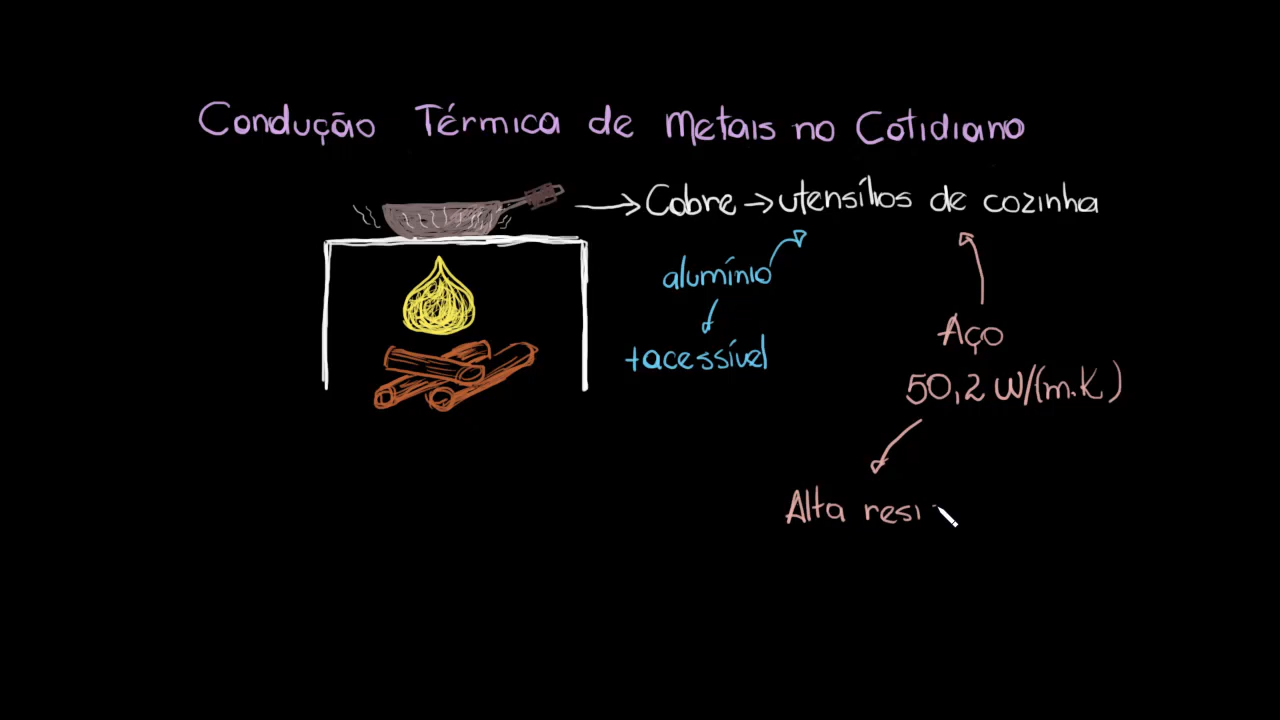 Condução Térmica de Metais no Cotidiano
→ Cobre → utensílios de cozinha
alumínio
+acessível
Aço
50,2 W/(m.K)
Alta resi